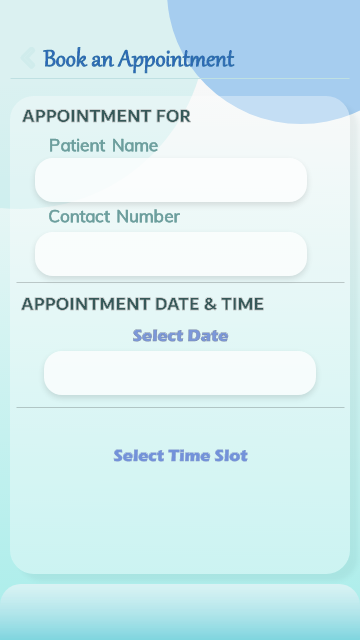 Book an Appointment
APPOINTMENT FOR
Patient Name
Contact Number
APPOINTMENT DATE & TIME
Select Date
Select Time Slot